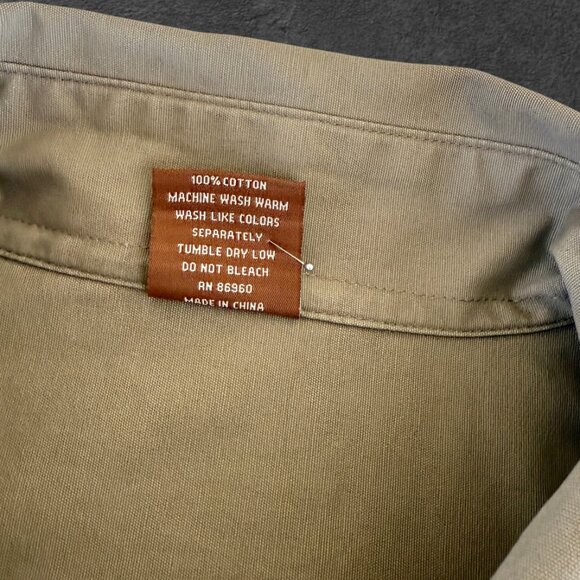 100% COTTON
MACHINE WASH WARM
WASH LIKE COLORS
SEPARATELY
TUMBLE DRY LOW
DO NOT BLEACH
RN 86960
MADE IN CHINA